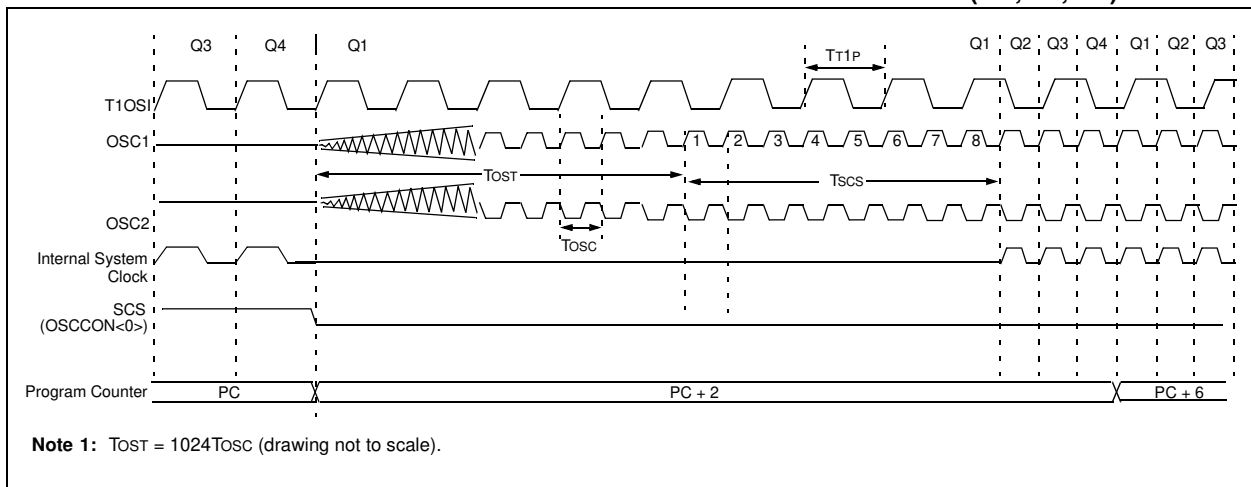 Q3 Q4 Q1 Q1 Q2 Q3 Q4 Q1 Q2 Q3
TT1P
T1OSI
OSC1
1 2 3 4 5 6 7 8
TOST
TSCS
OSC2
TOSC
Internal System
Clock
SCS
(OSCCON<0>)
Program Counter PC PC + 2 PC + 6
Note 1: TOST = 1024TOSC (drawing not to scale).